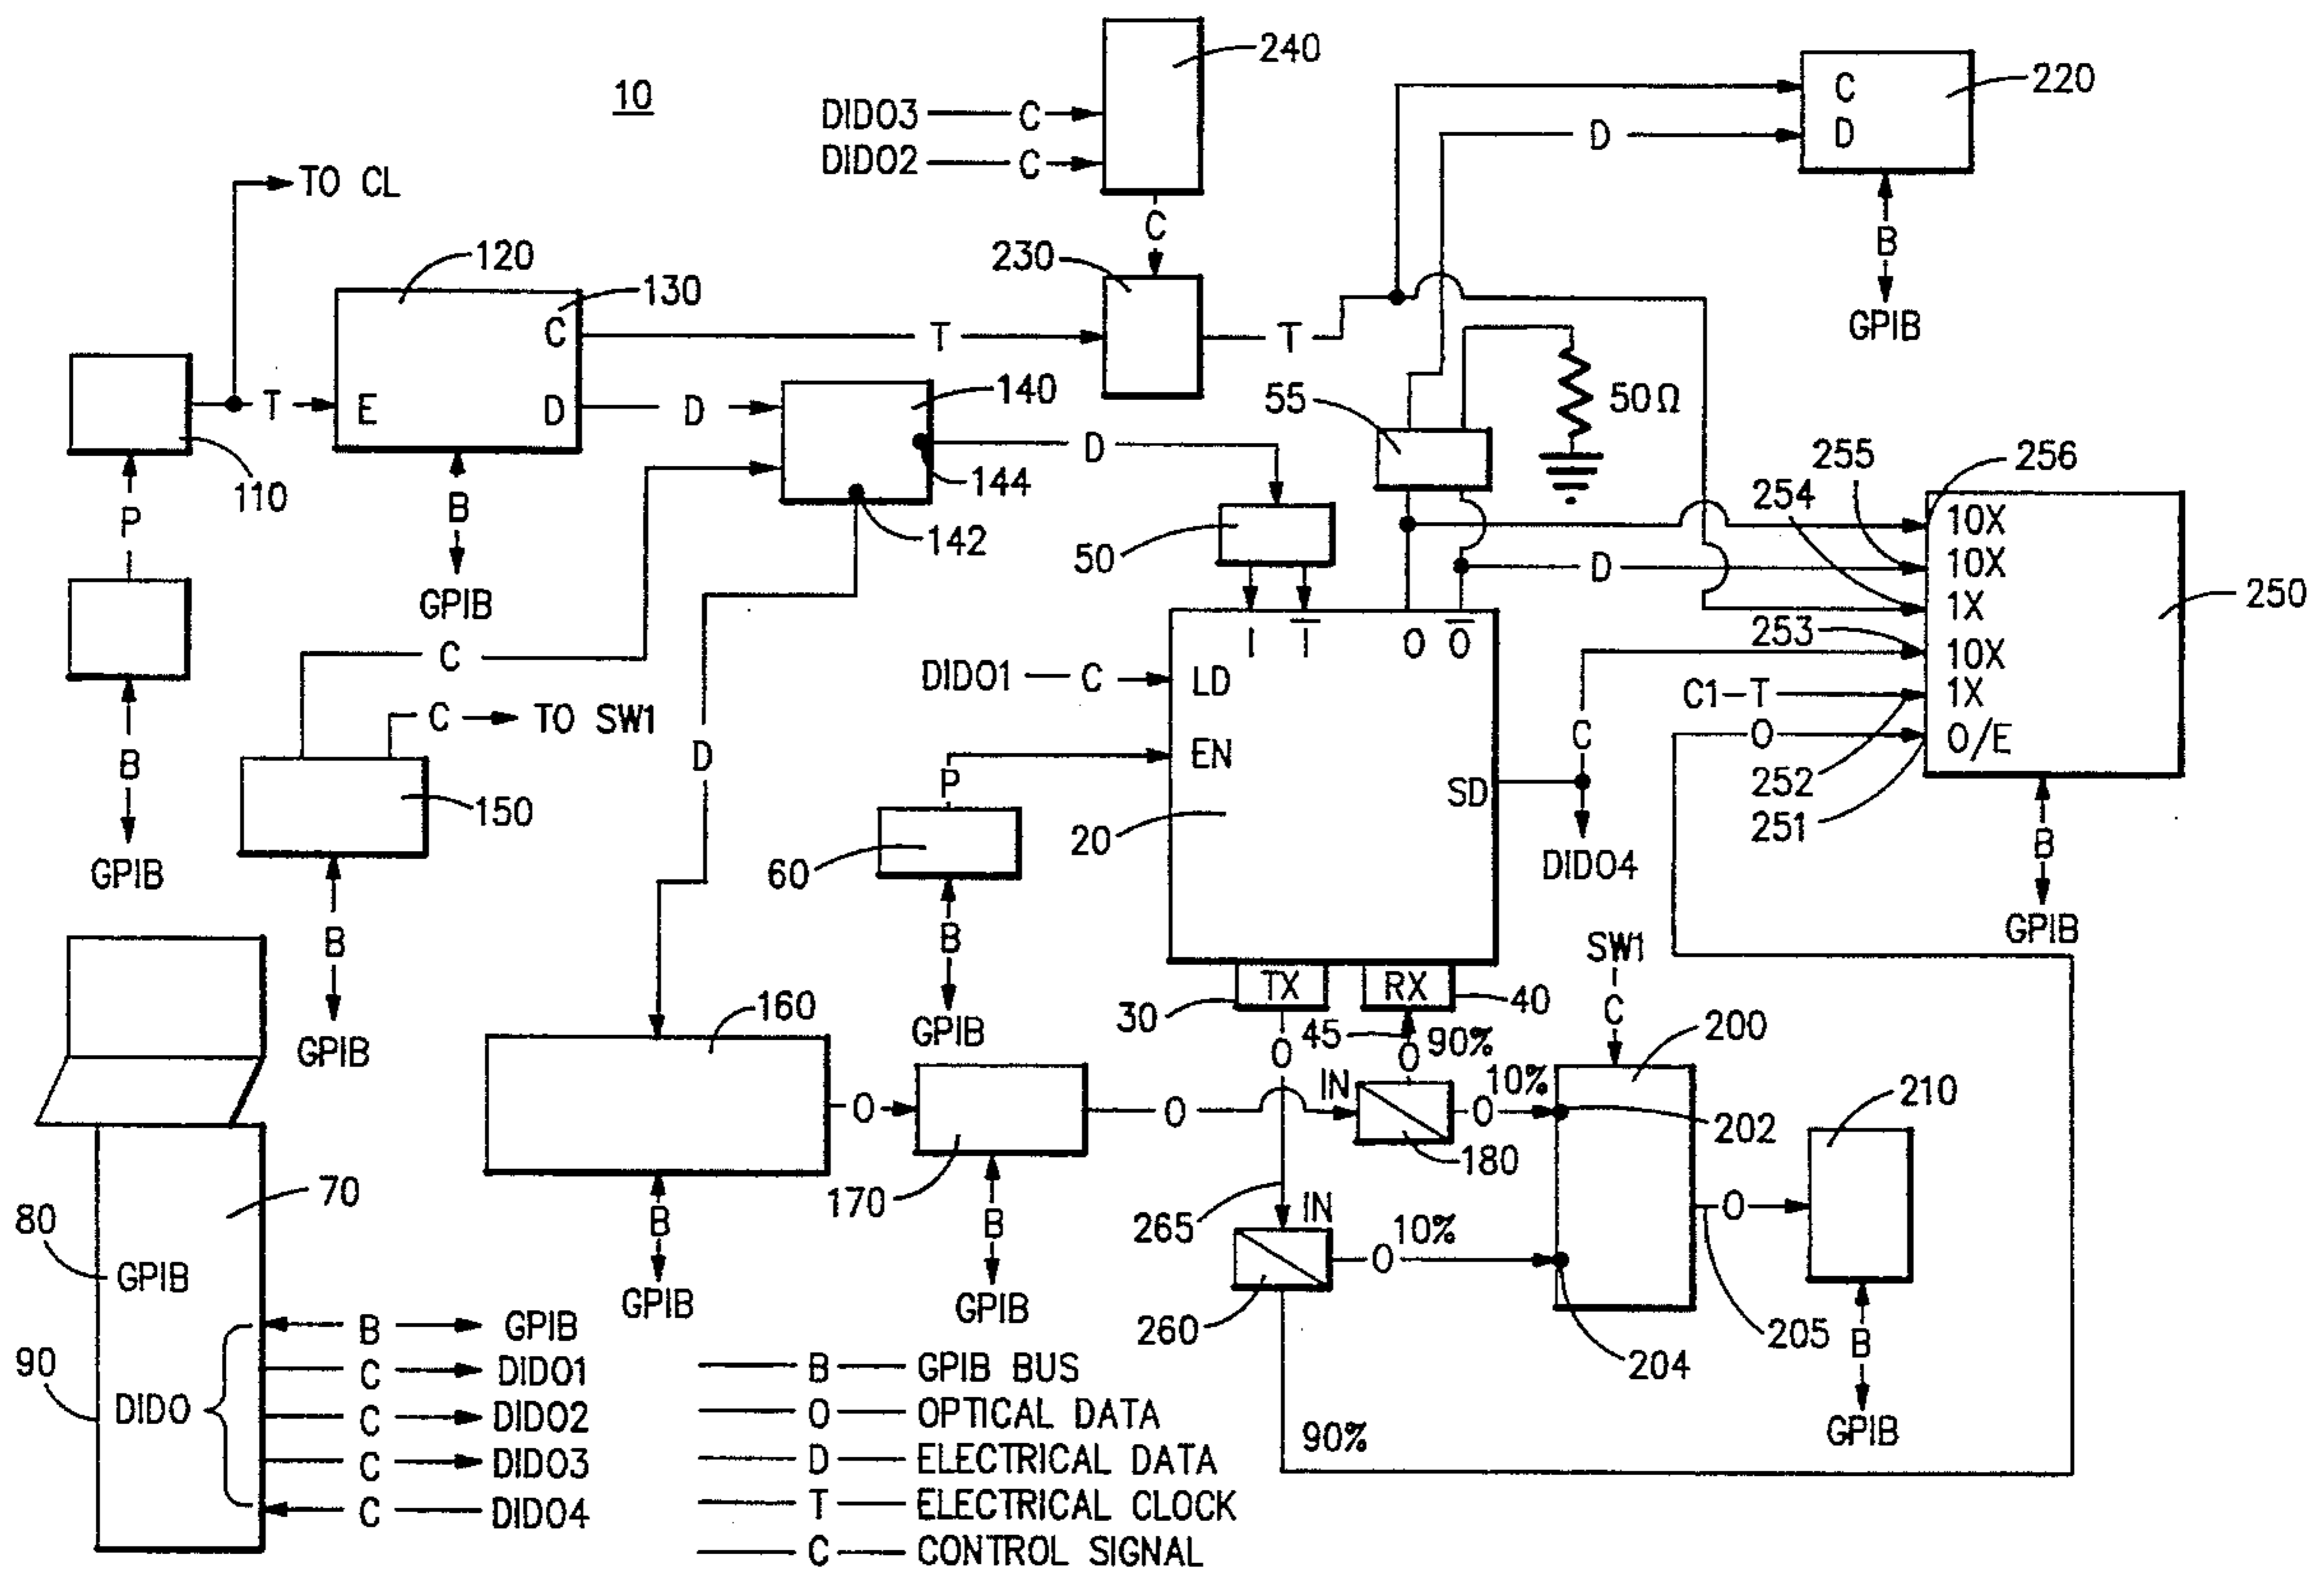 10
240
DIDO3 C
DIDO2 C
C
220
C
D
D
B
GPIB
TO CL
120
130
C
T
E
D
D
T
110
P
B
GPIB
B
GPIB
230
T
140
144
142
D
50
55
50Ω
256
255
254
10X
10X
1X
10X
1X
O/E
253
252
251
250
C1-T
O
D
B
GPIB
C
C TO SW1
150
B
GPIB
D
DIDO1 C
LD
EN
I
I
O
O
SD
20
C
DIDO4
P
60
B
GPIB
TX
RX
30
40
45
O
O
90%
10%
SW1
C
200
160
O
170
O
IN
180
O
202
210
B
GPIB
B
GPIB
265
IN
260
O
10%
204
205
O
B
GPIB
90%
70
80
GPIB
90
DIDO
B GPIB
C DIDO1
C DIDO2
C DIDO3
C DIDO4
B GPIB BUS
O OPTICAL DATA
D ELECTRICAL DATA
T ELECTRICAL CLOCK
C CONTROL SIGNAL